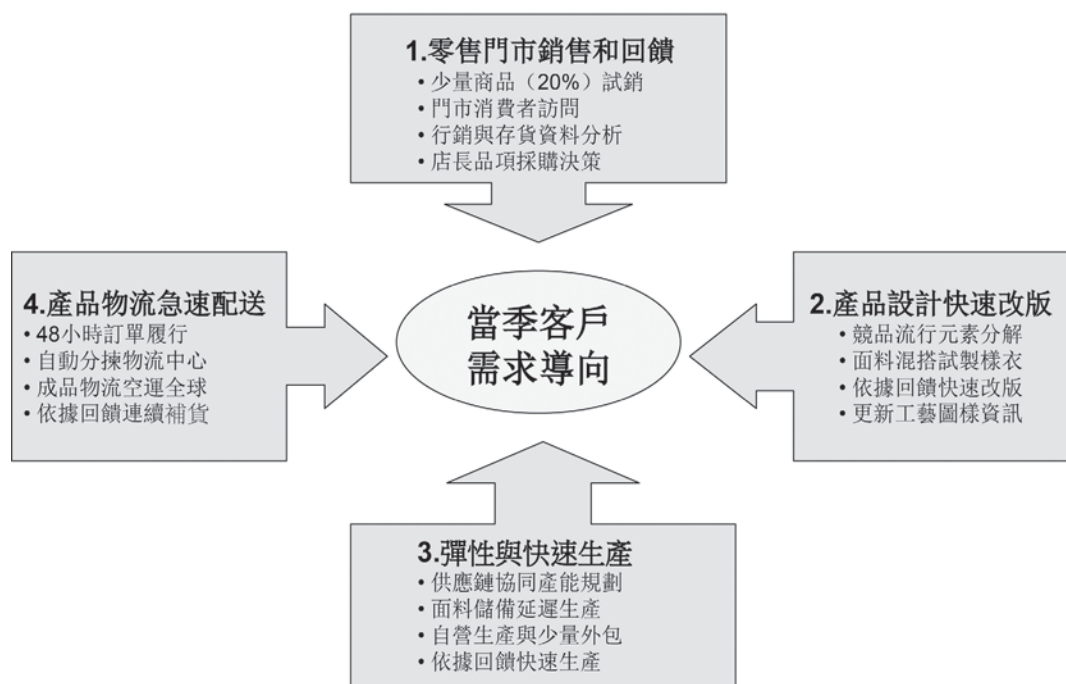 1.零售門市銷售和回饋
• 少量商品（20%）試銷
• 門市消費者訪問
• 行銷與存貨資料分析
• 店長品項採購決策
當季客戶
需求導向
2.產品設計快速改版
• 競品流行元素分解
• 面料混搭試製樣衣
• 依據回饋快速改版
• 更新工藝圖樣資訊
3.彈性與快速生產
• 供應鏈協同產能規劃
• 面料儲備延遲生產
• 自營生產與少量外包
• 依據回饋快速生產
4.產品物流急速配送
• 48小時訂單履行
• 自動分揀物流中心
• 成品物流空運全球
• 依據回饋連續補貨